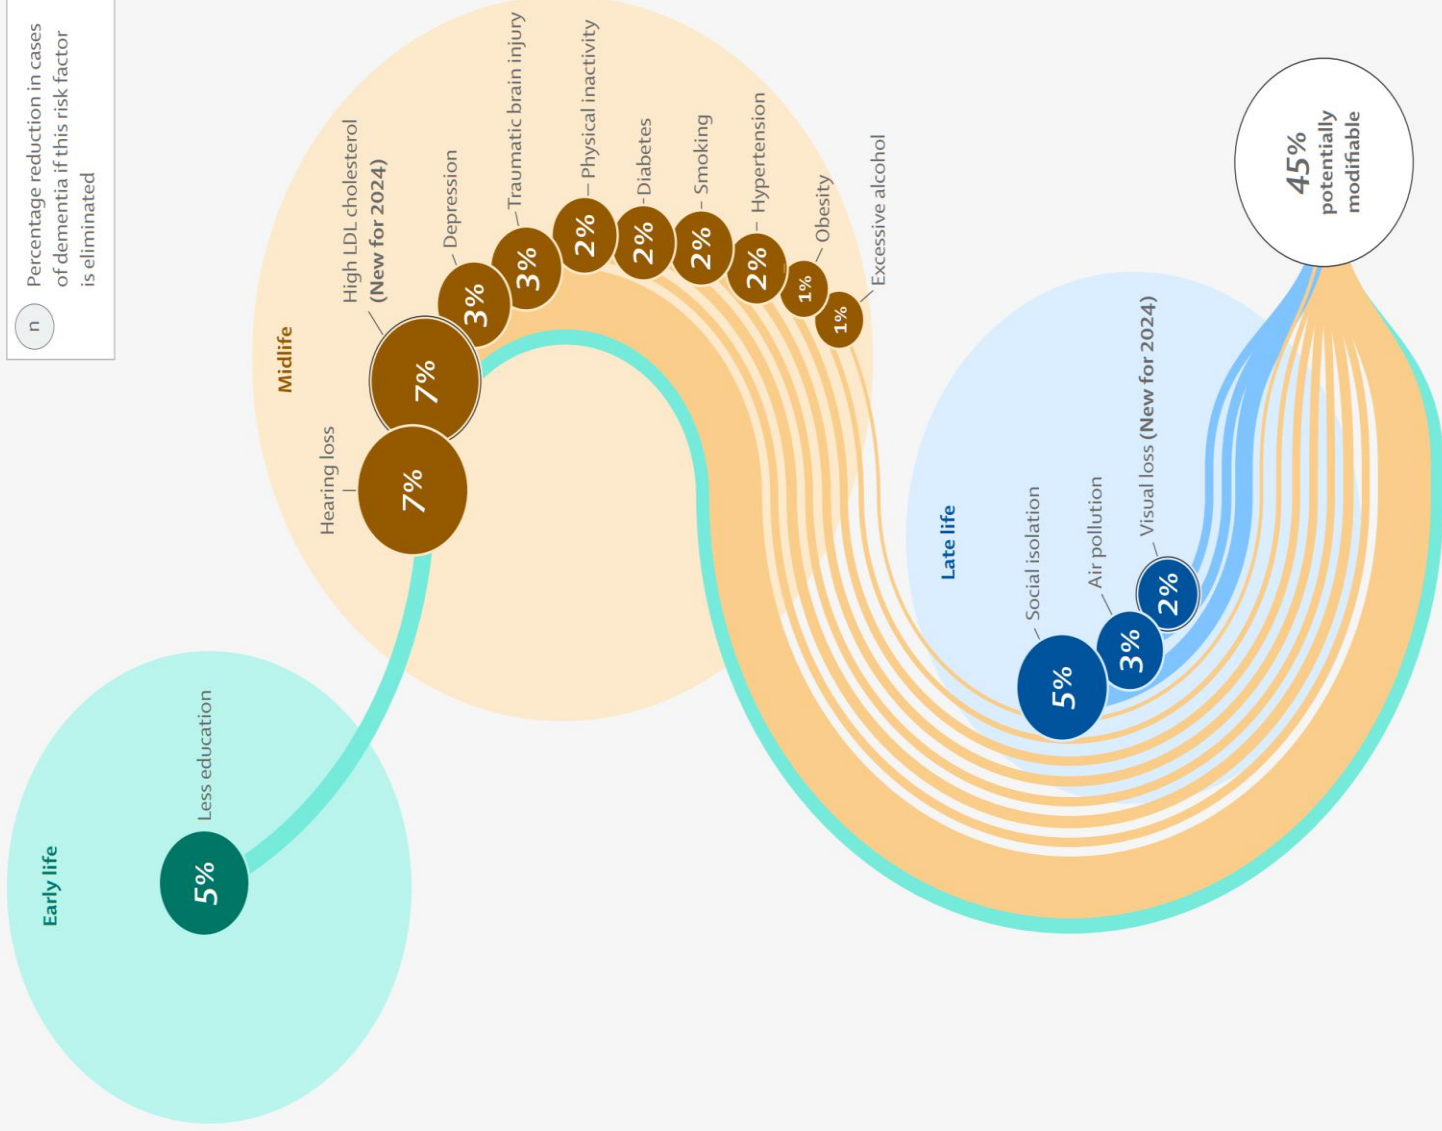 n
Percentage reduction in cases
of dementia if this risk factor
is eliminated
Early life
5%
Less education
Midlife
7%
Hearing loss
7%
High LDL cholesterol
(New for 2024)
3%
Depression
3%
Traumatic brain injury
2%
Physical inactivity
2%
Diabetes
2%
Smoking
2%
Hypertension
1%
Obesity
1%
Excessive alcohol
Late life
5%
Social isolation
3%
Air pollution
2%
Visual loss (New for 2024)
45%
potentially
modifiable